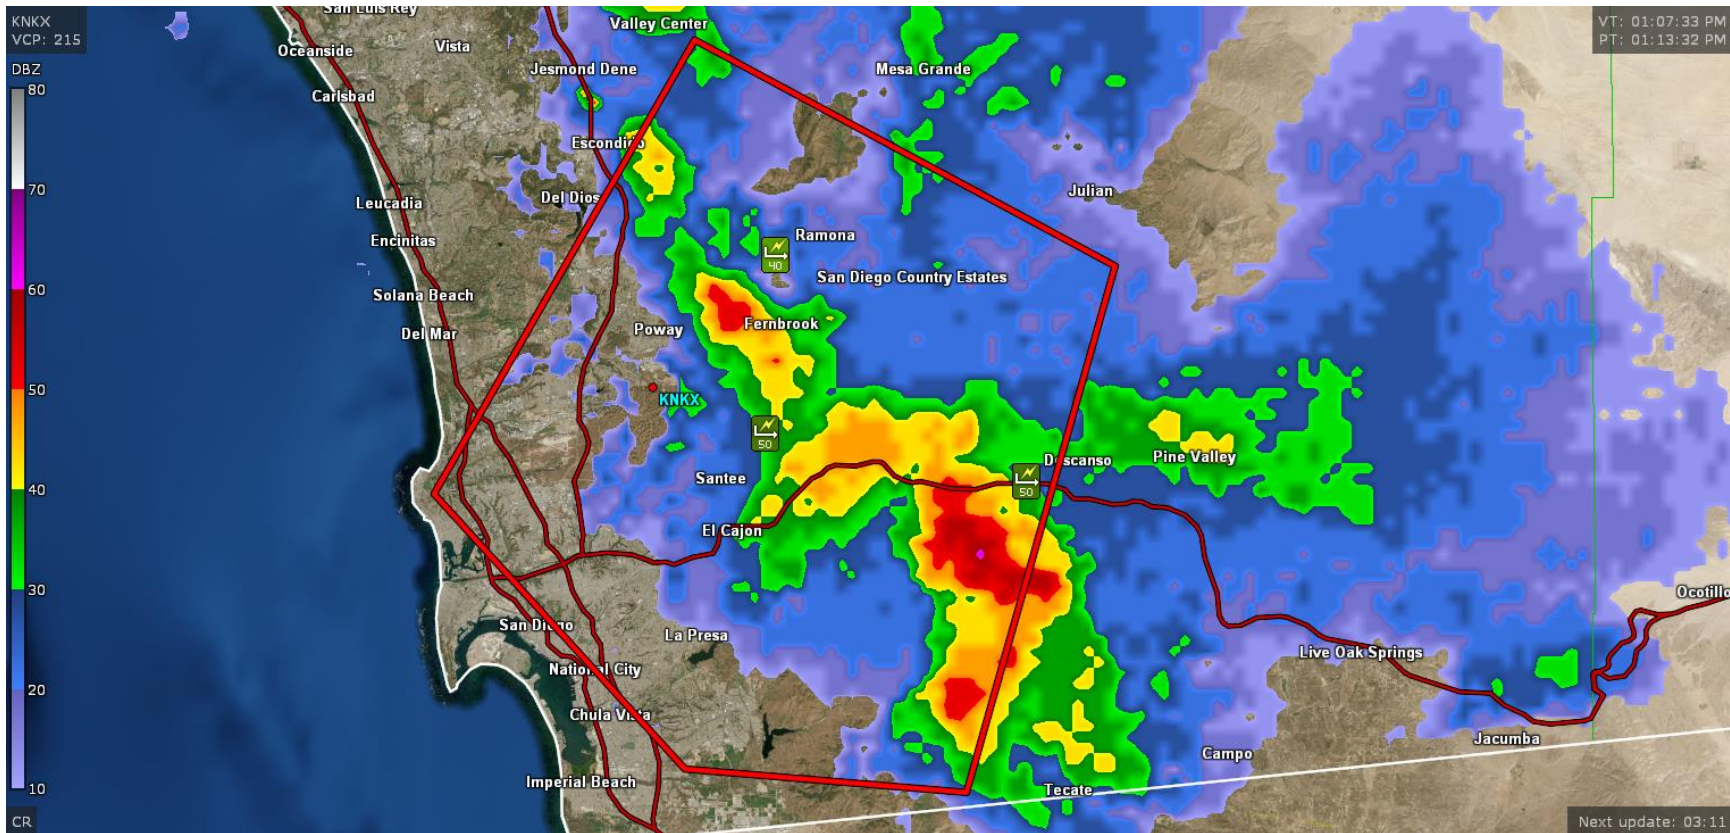 KNKX
VCP: 215
VT: 01:07:33 PM
PT: 01:13:32 PM
DBZ
80
70
60
50
40
30
20
10
San Luis Rey
Valley Center
Oceanside
Vista
Jesmond Dene
Mesa Grande
Carlsbad
Escondido
Julian
Del Dios
Leucadia
Encinitas
Ramona
40
San Diego Country Estates
Solana Beach
Del Mar
Poway
Fernbrook
KNKX
50
Santee
Descanso
Pine Valley
50
El Cajon
Ocotillo
San Diego
La Presa
Live Oak Springs
National City
Chula Vista
Jacumba
Campo
Imperial Beach
Tecate
CR
Next update: 03:11